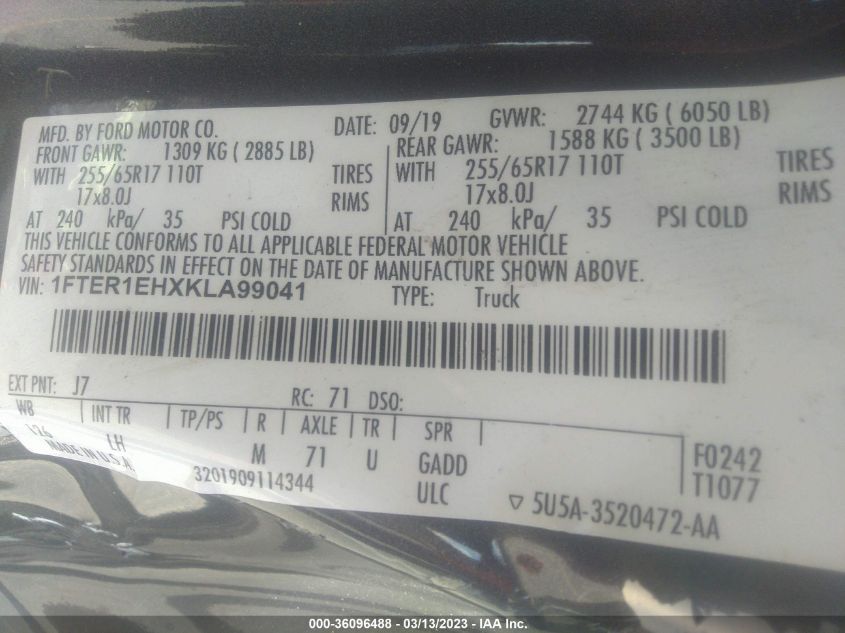 MFD. BY FORD MOTOR CO. DATE: 09/19 GVWR: 2744 KG ( 6050 LB)
FRONT GAWR: 1309 KG ( 2885 LB) REAR GAWR: 1588 KG ( 3500 LB)
WITH 255/65R17 110T TIRES WITH 255/65R17 110T TIRES
17x8.0J RIMS 17x8.0J RIMS
AT 240 kPa/ 35 PSI COLD AT 240 kPa/ 35 PSI COLD
THIS VEHICLE CONFORMS TO ALL APPLICABLE FEDERAL MOTOR VEHICLE
SAFETY STANDARDS IN EFFECT ON THE DATE OF MANUFACTURE SHOWN ABOVE.
VIN: 1FTER1EHXKLA99041 TYPE: Truck
EXT PNT: J7 RC: 71 DSO:
WB INT TR TP/PS R AXLE TR SPR
126 LH M 71 U GADD F0242
MADE IN U.S.A. 3201909114344 ULC T1077
5U5A-3520472-AA
000-36096488 — 03/13/2023 — IAA Inc.